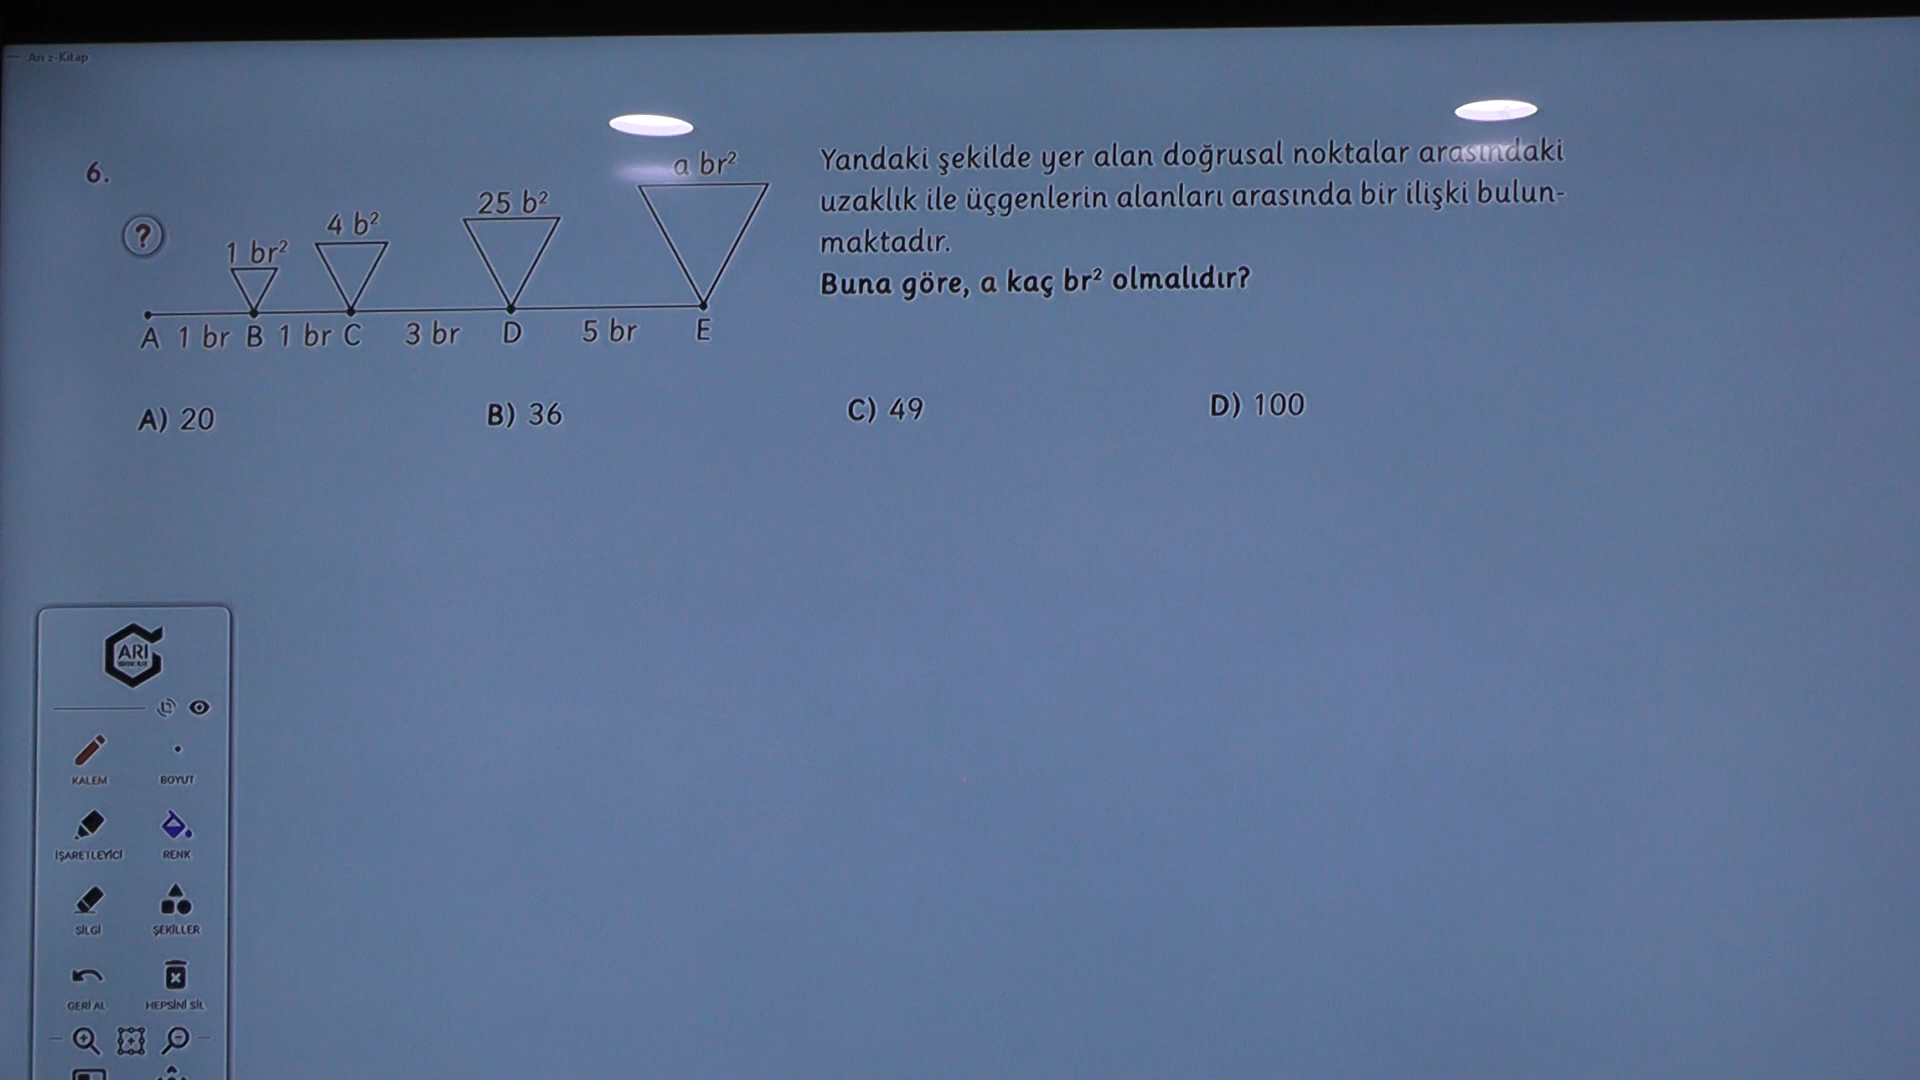 Arı z-Kitap
6.
?
1 br²
4 b²
25 b²
a br²
A 1 br B 1 br C 3 br D 5 br E
Yandaki şekilde yer alan doğrusal noktalar arasındaki
uzaklık ile üçgenlerin alanları arasında bir ilişki bulun-
maktadır.
Buna göre, a kaç br² olmalıdır?
A) 20 B) 36 C) 49 D) 100
ARI
KALEM BOYUT
İŞARETLEYİCİ RENK
SİLGİ ŞEKİLLER
GERİ AL HEPSİNİ SİL